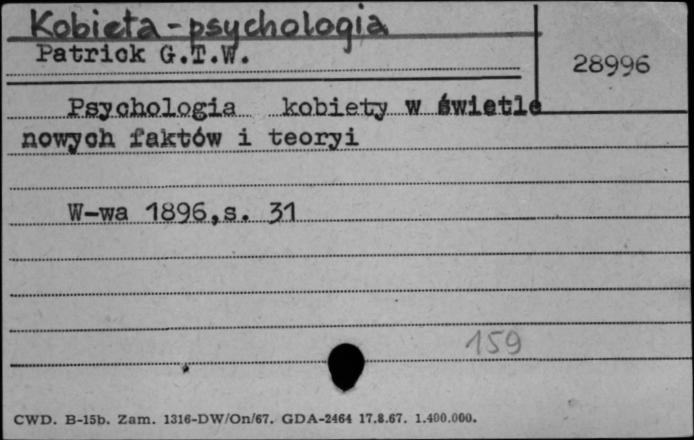 Kobieta - psychologia
Patrick G.T.W.
28996
Psychologia kobiety w świetle
nowych faktów i teoryi
W-wa 1896,s. 31
159
CWD. B-15b. Zam. 1316-DW/On/67. GDA-2464 17.8.67. 1.400.000.